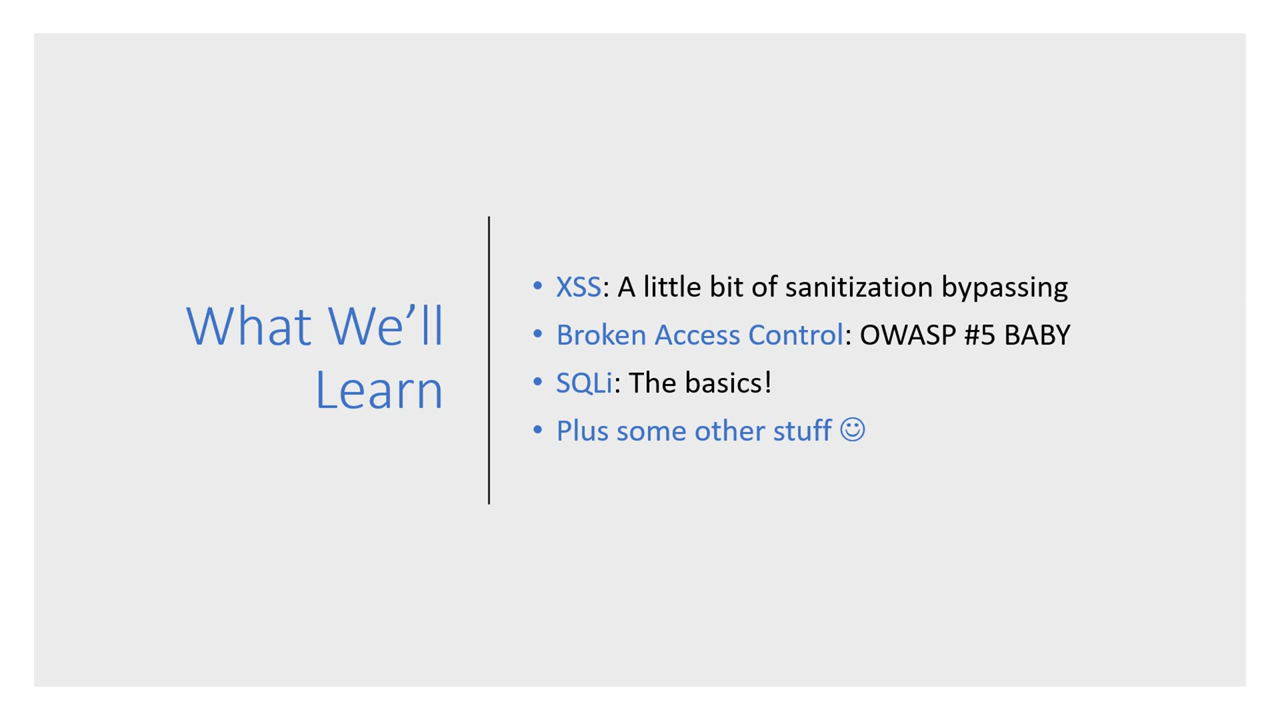 What We’ll
Learn
• XSS: A little bit of sanitization bypassing
• Broken Access Control: OWASP #5 BABY
• SQLi: The basics!
• Plus some other stuff ☺